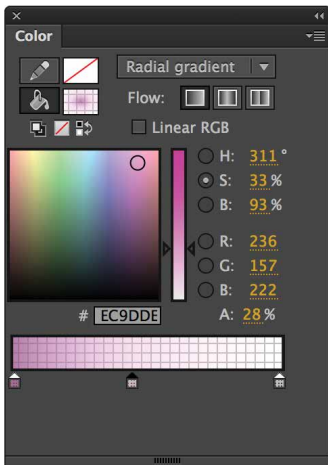 Color
Radial gradient
Flow:
Linear RGB
H: 311 °
S: 33 %
B: 93 %
R: 236
G: 157
B: 222
# EC9DDE
A: 28 %